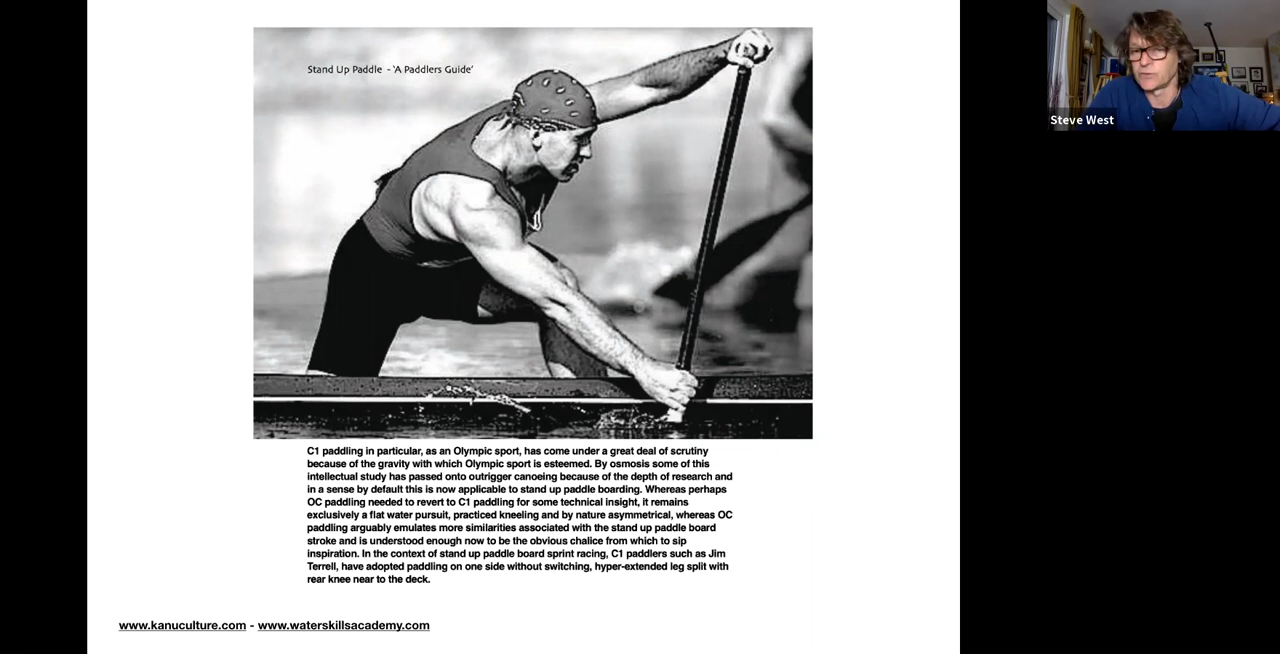 Stand Up Paddle - 'A Paddlers Guide'
Steve West
C1 paddling in particular, as an Olympic sport, has come under a great deal of scrutiny
because of the gravity with which Olympic sport is esteemed. By osmosis some of this
intellectual study has passed onto outrigger canoeing because of the depth of research and
in a sense by default this is now applicable to stand up paddle boarding. Whereas perhaps
OC paddling needed to revert to C1 paddling for some technical insight, it remains
exclusively a flat water pursuit, practiced kneeling and by nature asymmetrical, whereas OC
paddling arguably emulates more similarities associated with the stand up paddle board
stroke and is understood enough now to be the obvious chalice from which to sip
inspiration. In the context of stand up paddle board sprint racing, C1 paddlers such as Jim
Terrell, have adopted paddling on one side without switching, hyper-extended leg split with
rear knee near to the deck.
www.kanuculture.com - www.waterskillsacademy.com